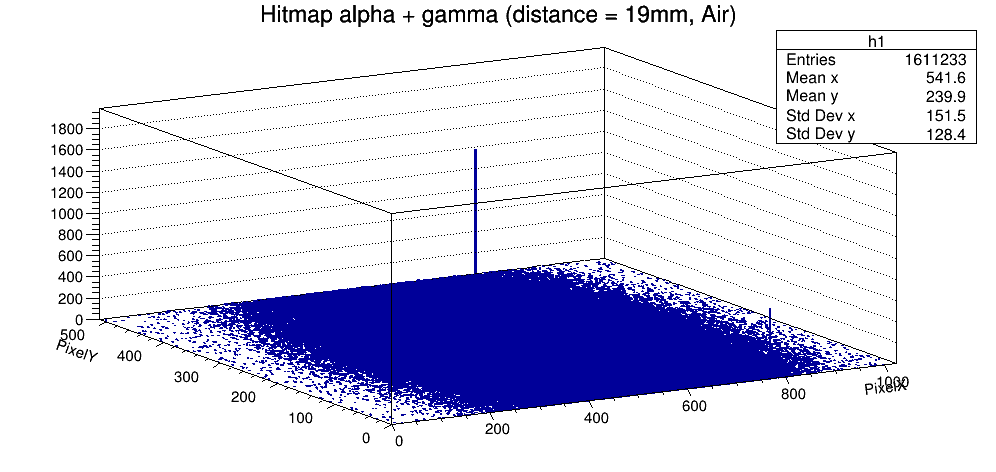 Hitmap alpha + gamma (distance = 19mm, Air)
h1
Entries 1611233
Mean x 541.6
Mean y 239.9
Std Dev x 151.5
Std Dev y 128.4
1800
1600
1400
1200
1000
800
600
400
200
0
500
PixelY
400
300
200
100
0
0
200
400
600
800
1000
PixelX